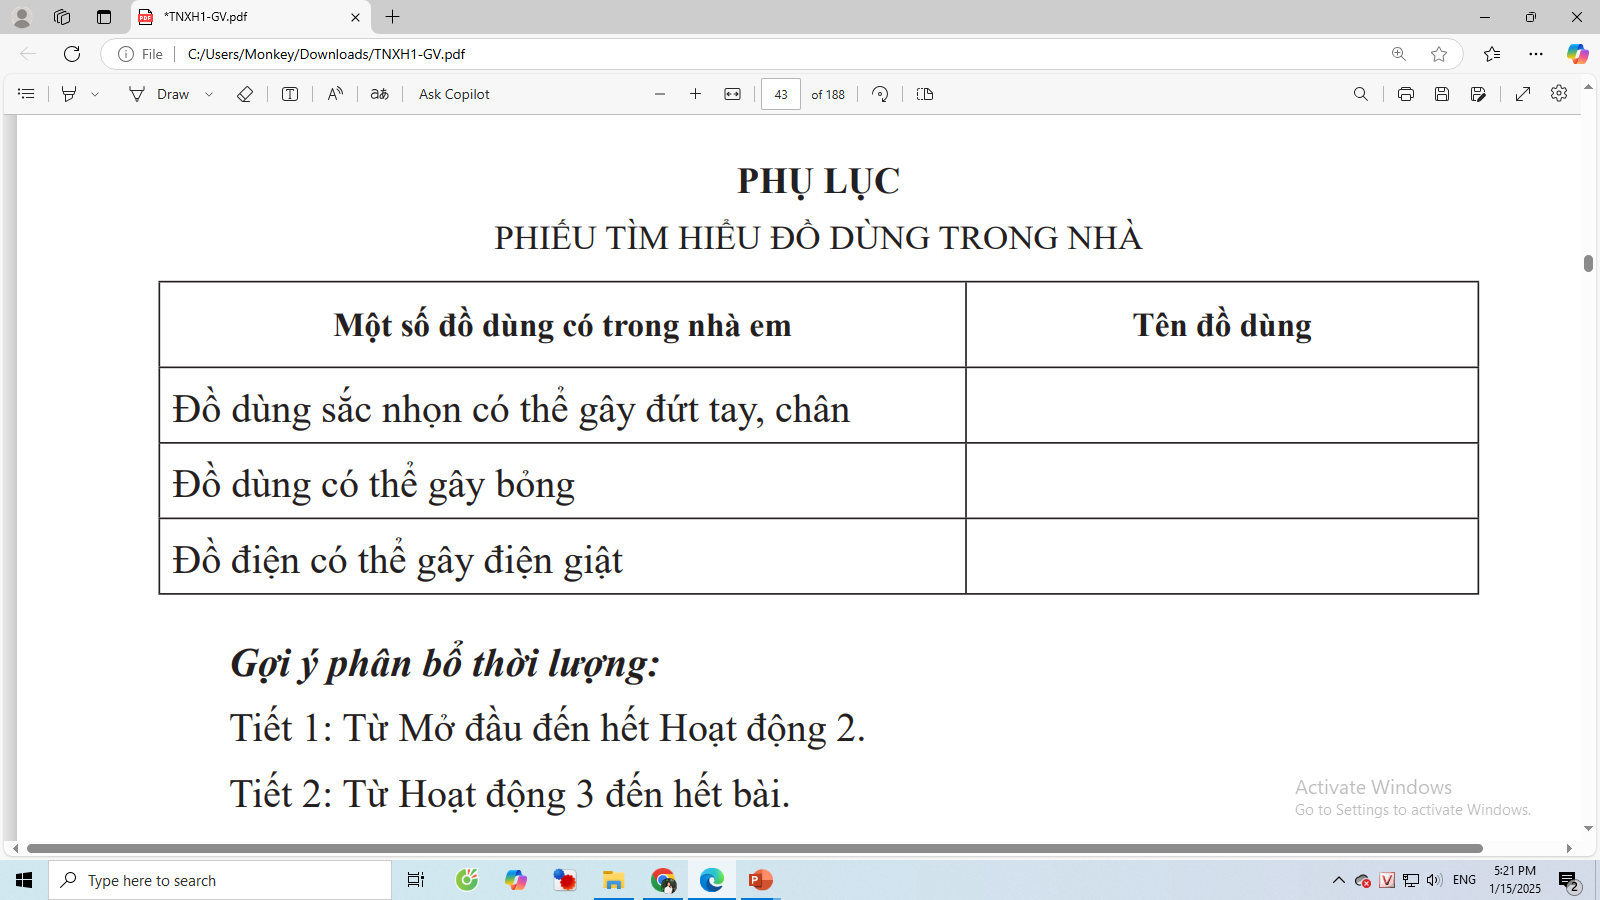 *TNXH1-GV.pdf
File
C:/Users/Monkey/Downloads/TNXH1-GV.pdf
Draw
A
aあ
Ask Copilot
43 of 188
PHỤ LỤC
PHIẾU TÌM HIỂU ĐỒ DÙNG TRONG NHÀ
Một số đồ dùng có trong nhà em
Tên đồ dùng
Đồ dùng sắc nhọn có thể gây đứt tay, chân
Đồ dùng có thể gây bỏng
Đồ điện có thể gây điện giật
Gợi ý phân bổ thời lượng:
Tiết 1: Từ Mở đầu đến hết Hoạt động 2.
Tiết 2: Từ Hoạt động 3 đến hết bài.
Activate Windows
Go to Settings to activate Windows.
Type here to search
ENG
5:21 PM
1/15/2025
2